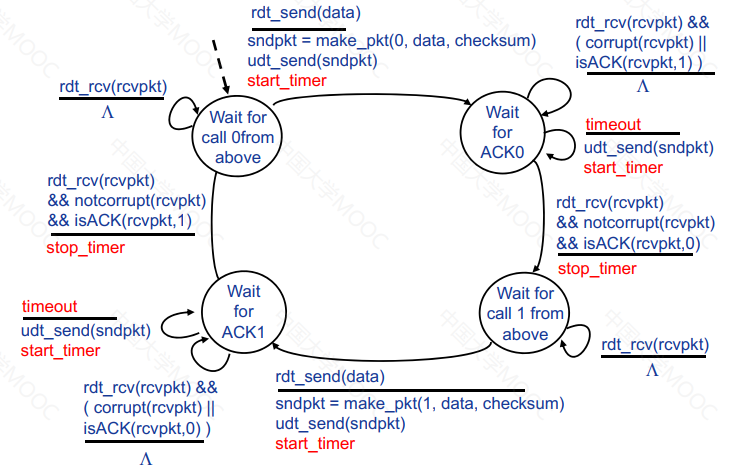 rdt_send(data)
sndpkt = make_pkt(0, data, checksum)
udt_send(sndpkt)
start_timer
rdt_rcv(rcvpkt) &&
( corrupt(rcvpkt) ||
isACK(rcvpkt,1) )
Λ
rdt_rcv(rcvpkt)
Λ
Wait for
call 0from
above
Wait
for
ACK0
timeout
udt_send(sndpkt)
start_timer
rdt_rcv(rcvpkt)
&& notcorrupt(rcvpkt)
&& isACK(rcvpkt,1)
stop_timer
rdt_rcv(rcvpkt)
&& notcorrupt(rcvpkt)
&& isACK(rcvpkt,0)
stop_timer
timeout
udt_send(sndpkt)
start_timer
Wait
for
ACK1
Wait for
call 1 from
above
rdt_rcv(rcvpkt)
Λ
rdt_rcv(rcvpkt) &&
( corrupt(rcvpkt) ||
isACK(rcvpkt,0) )
Λ
rdt_send(data)
sndpkt = make_pkt(1, data, checksum)
udt_send(sndpkt)
start_timer
中国大学MOOC